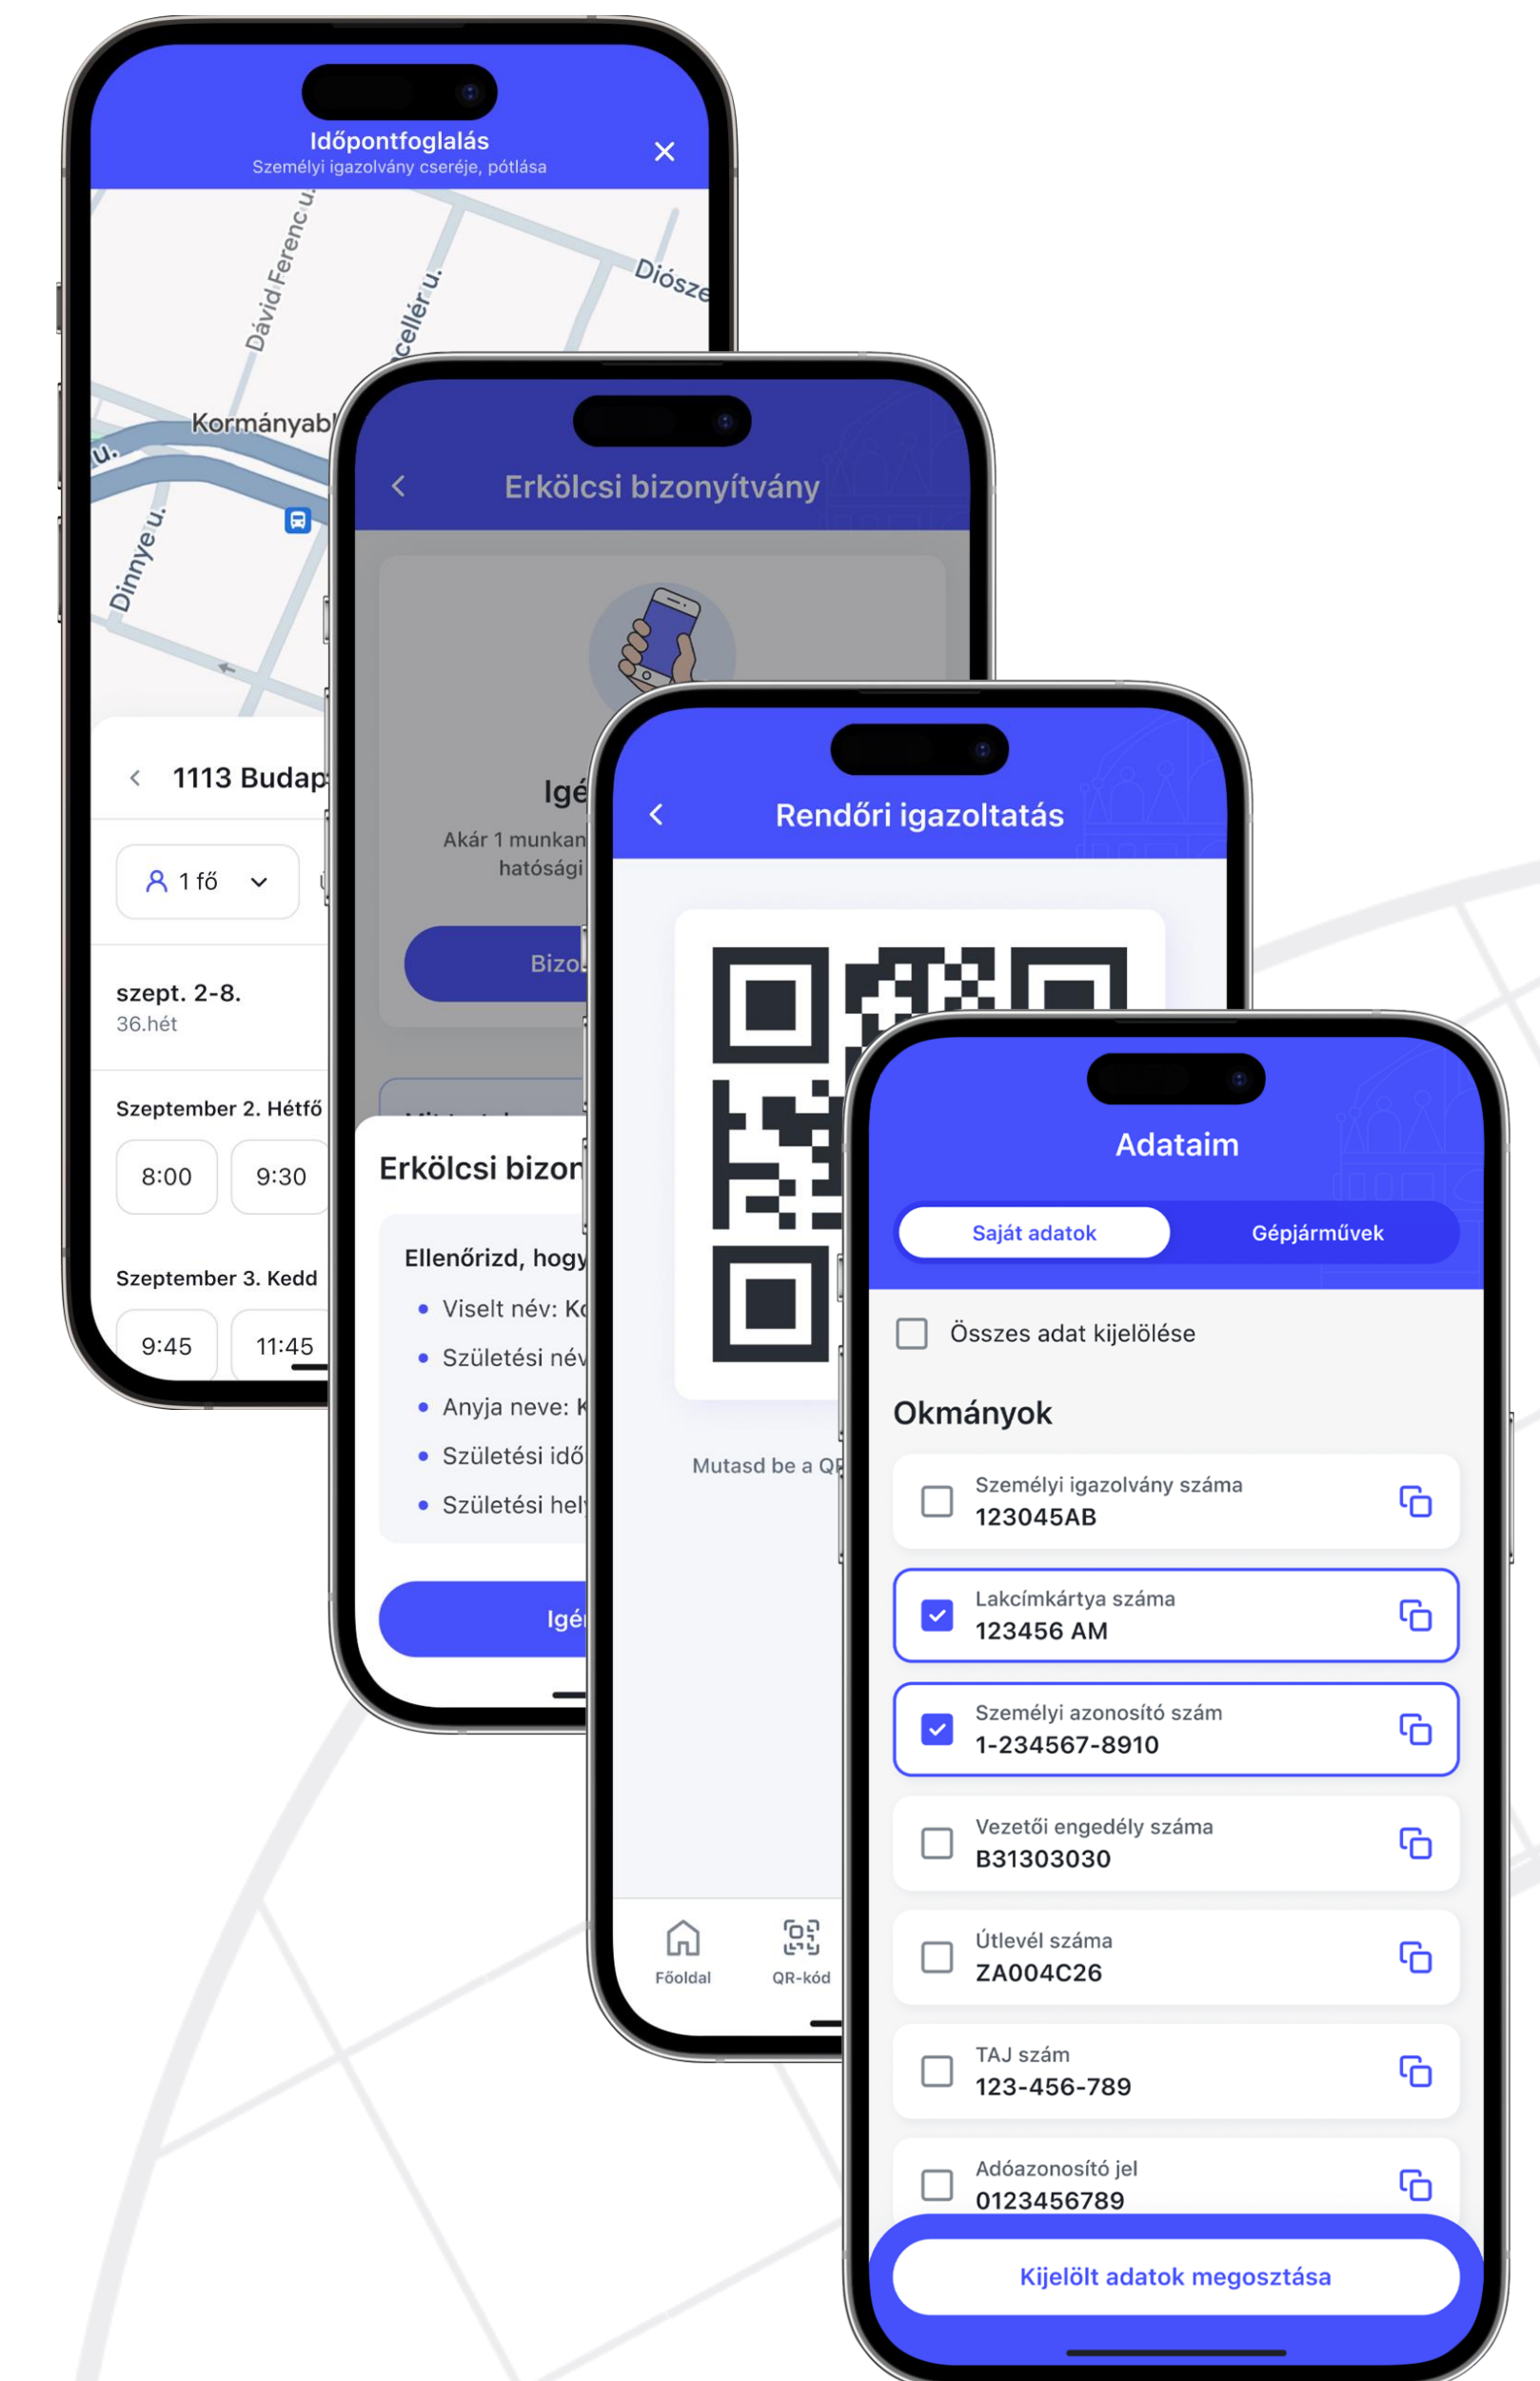 Időpontfoglalás
Személyi igazolvány cseréje, pótlása
Dávid Ferenc u.
cellér u.
Diósze
Kormányabl
u.
Dinnye u.
1113 Budap
1 fő
szept. 2-8.
36.hét
Szeptember 2. Hétfő
8:00
9:30
Szeptember 3. Kedd
9:45
11:45
Erkölcsi bizonyítvány
Igé
Akár 1 munkan
hatósági
Bizo
Erkölcsi bizon
Ellenőrizd, hogy
Viselt név: Ko
Születési név
Anyja neve: K
Születési idő
Születési hely
Igé
Rendőri igazoltatás
Mutasd be a QR
Főoldal
QR-kód
Adataim
Saját adatok
Gépjárművek
Összes adat kijelölése
Okmányok
Személyi igazolvány száma
123045AB
Lakcímkártya száma
123456 AM
Személyi azonosító szám
1-234567-8910
Vezetői engedély száma
B31303030
Útlevél száma
ZA004C26
TAJ szám
123-456-789
Adóazonosító jel
0123456789
Kijelölt adatok megosztása